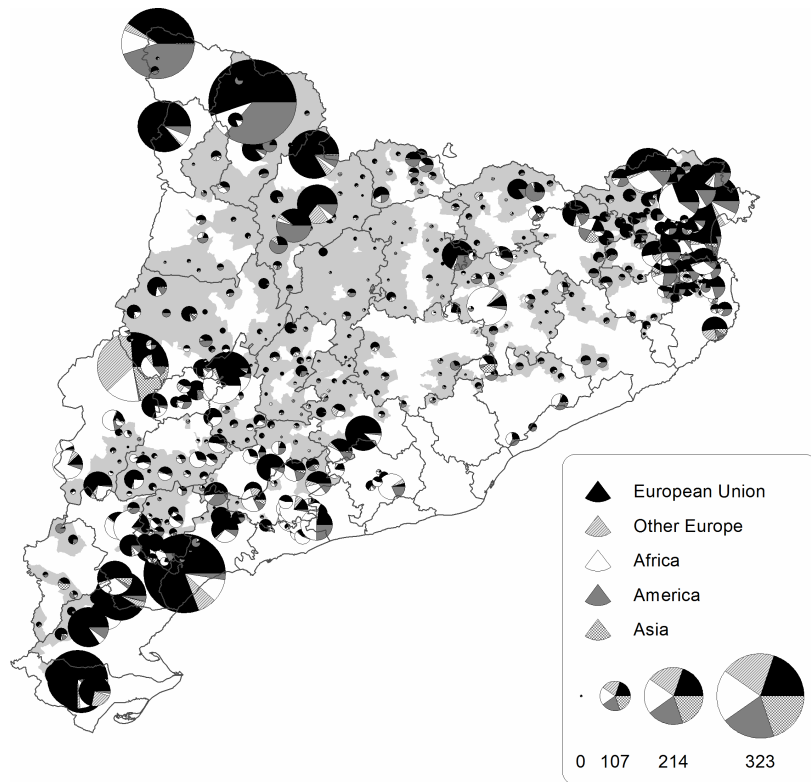 European Union
Other Europe
Africa
America
Asia
0 107 214 323